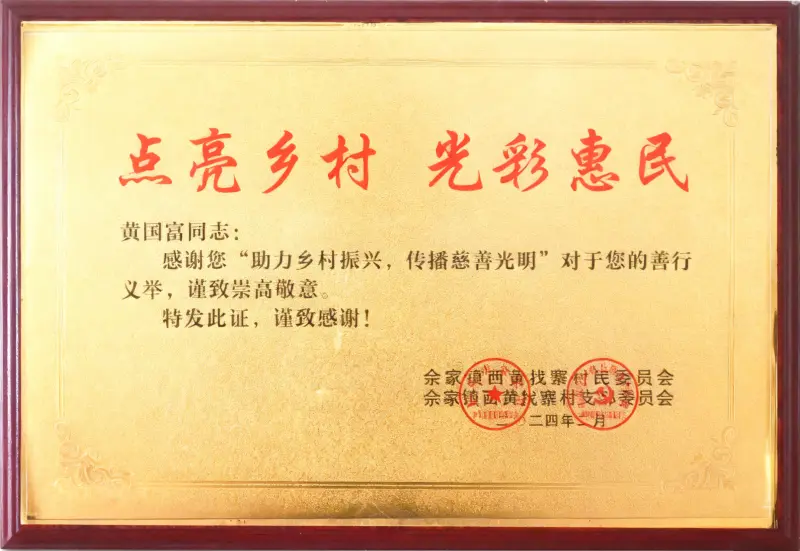 点亮乡村 光彩惠民
黄国富同志：
感谢您“助力乡村振兴，传播慈善光明”对于您的善行
义举，谨致崇高敬意。
特发此证，谨致感谢！
余家镇西黄找寨村民委员会
余家镇西黄找寨村支部委员会
二〇二四年二月